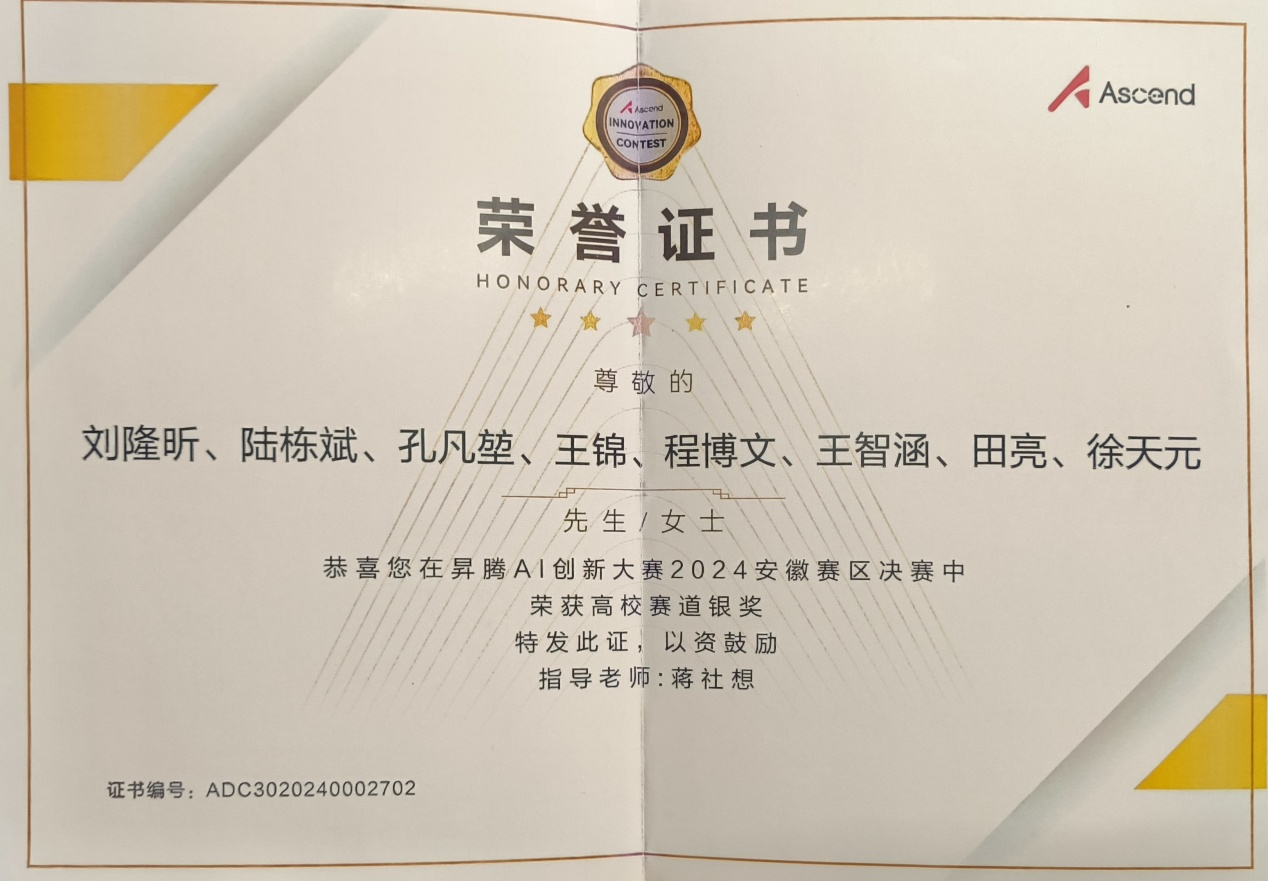 Ascend
INNOVATION
CONTEST
Ascend
荣誉证书
HONORARY CERTIFICATE
尊敬的
刘隆昕、陆栋斌、孔凡堃、王锦、程博文、王智涵、田亮、徐天元
先生/女士
恭喜您在昇腾AI创新大赛2024安徽赛区决赛中
荣获高校赛道银奖
特发此证，以资鼓励
指导老师:蒋社想
证书编号：ADC3020240002702